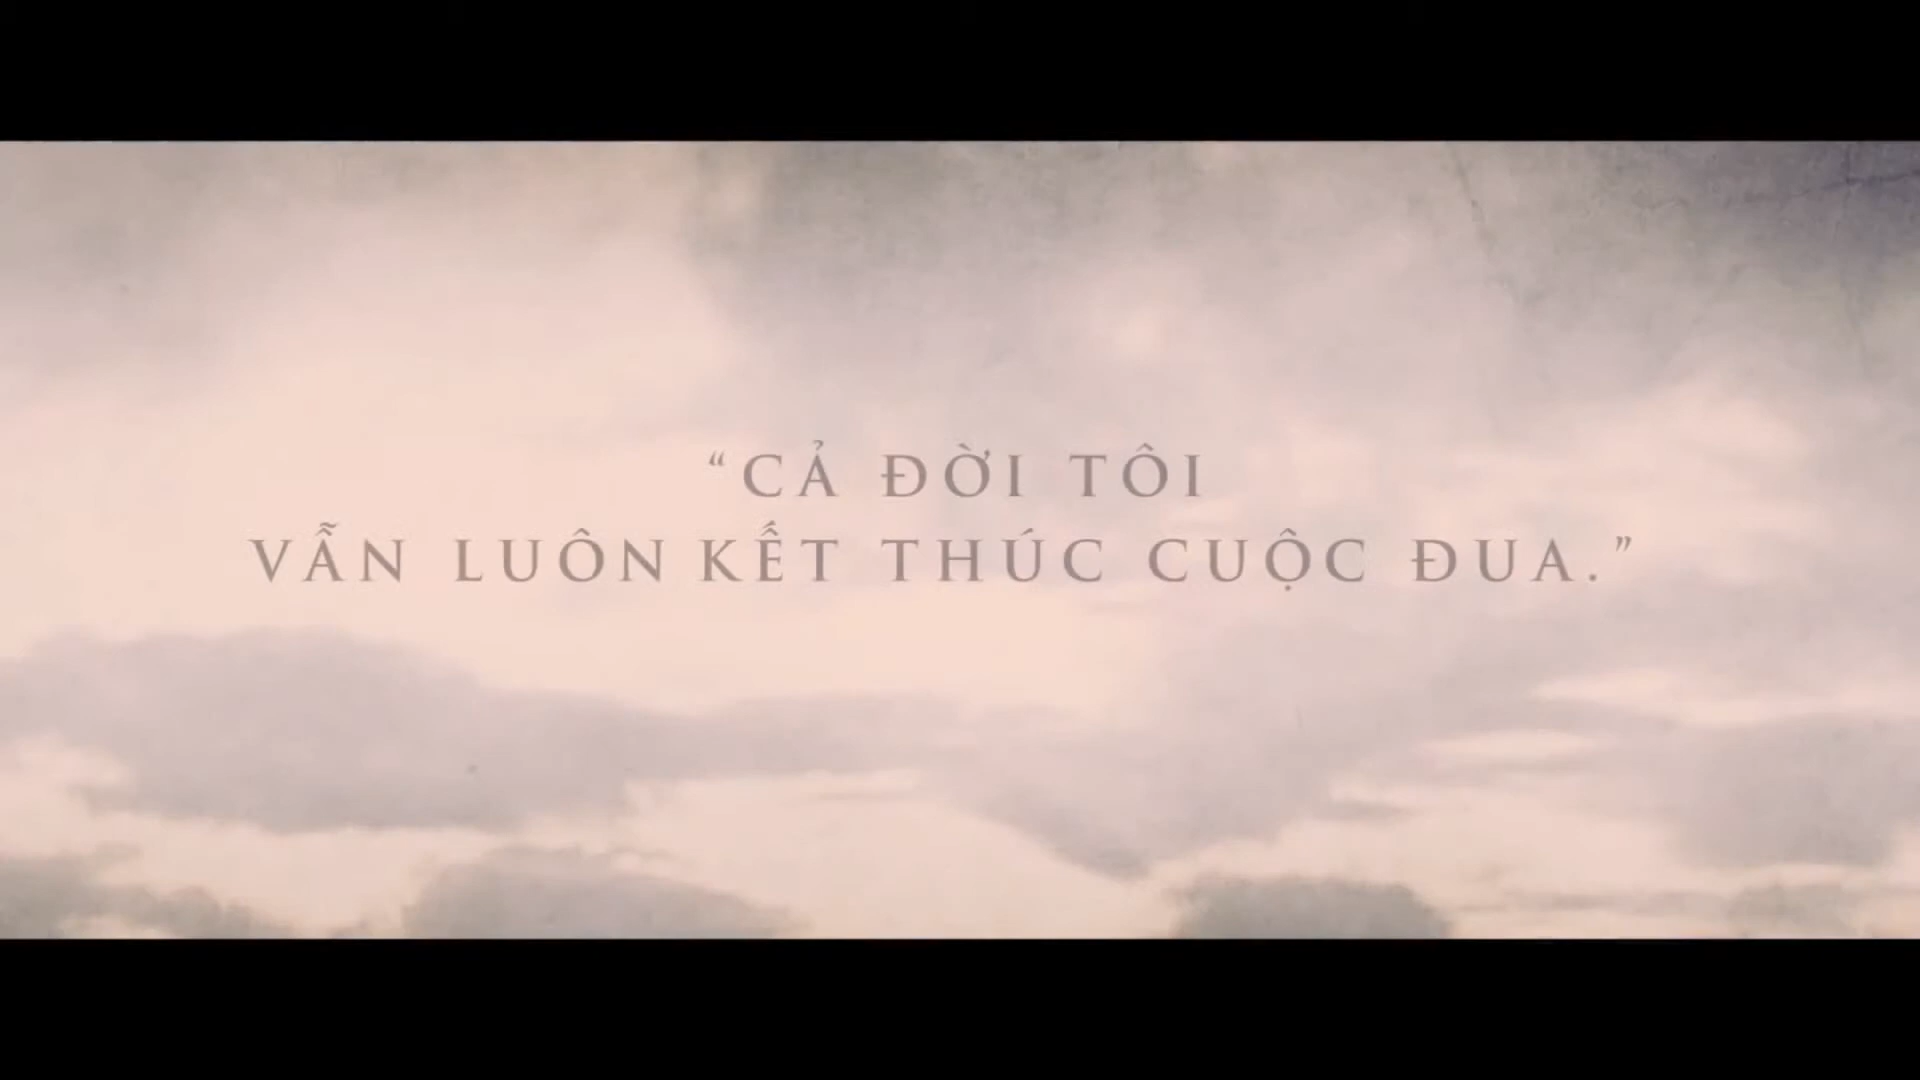 “CẢ ĐỜI TÔI
VẪN LUÔN KẾT THÚC CUỘC ĐUA.”